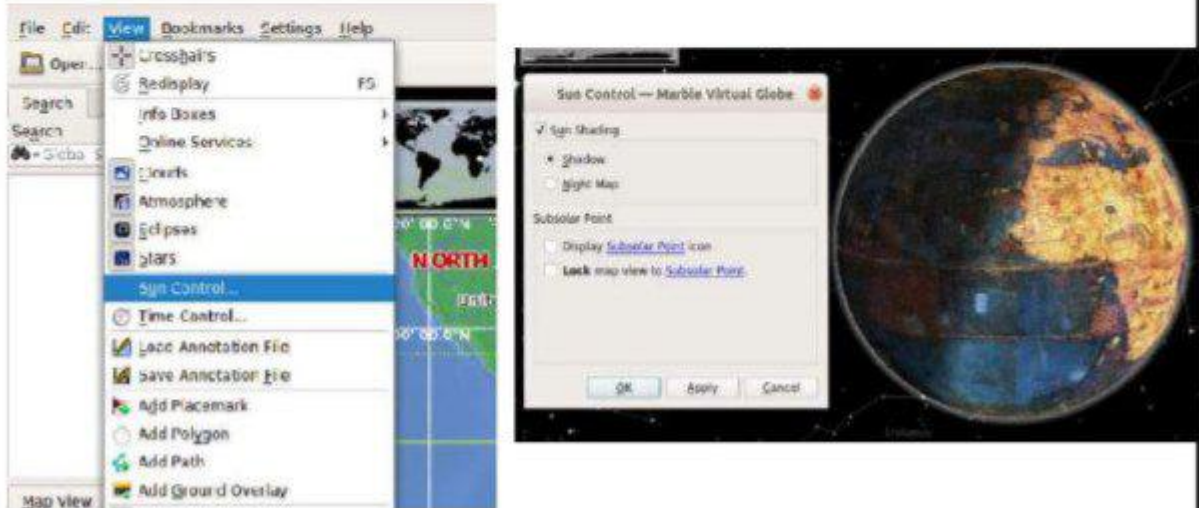 File Edit View Bookmarks Settings Help
Open...
Crosshairs
Redisplay F5
Search
Info Boxes
Search
Online Services
Clouds
Atmosphere
Eclipses
Stars
NORTH
Sun Control...
Time Control...
Load Annotation File
Save Annotation File
Add Placemark
Add Polygon
Add Path
Add Ground Overlay
Map View
Sun Control — Marble Virtual Globe
Sun Shading
Shadow
Night Map
Subsolar Point
Display Subsolar Point icon
Lock map view to Subsolar Point.
OK Apply Cancel